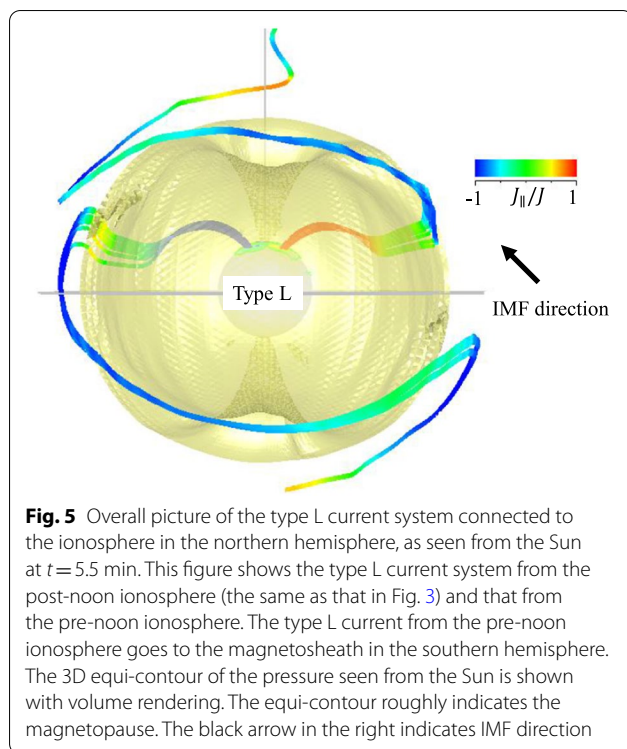 -1 J∥/J 1
IMF direction
Type L
Fig. 5 Overall picture of the type L current system connected to
the ionosphere in the northern hemisphere, as seen from the Sun
at t = 5.5 min. This figure shows the type L current system from the
post-noon ionosphere (the same as that in Fig. 3) and that from
the pre-noon ionosphere. The type L current from the pre-noon
ionosphere goes to the magnetosheath in the southern hemisphere.
The 3D equi-contour of the pressure seen from the Sun is shown
with volume rendering. The equi-contour roughly indicates the
magnetopause. The black arrow in the right indicates IMF direction